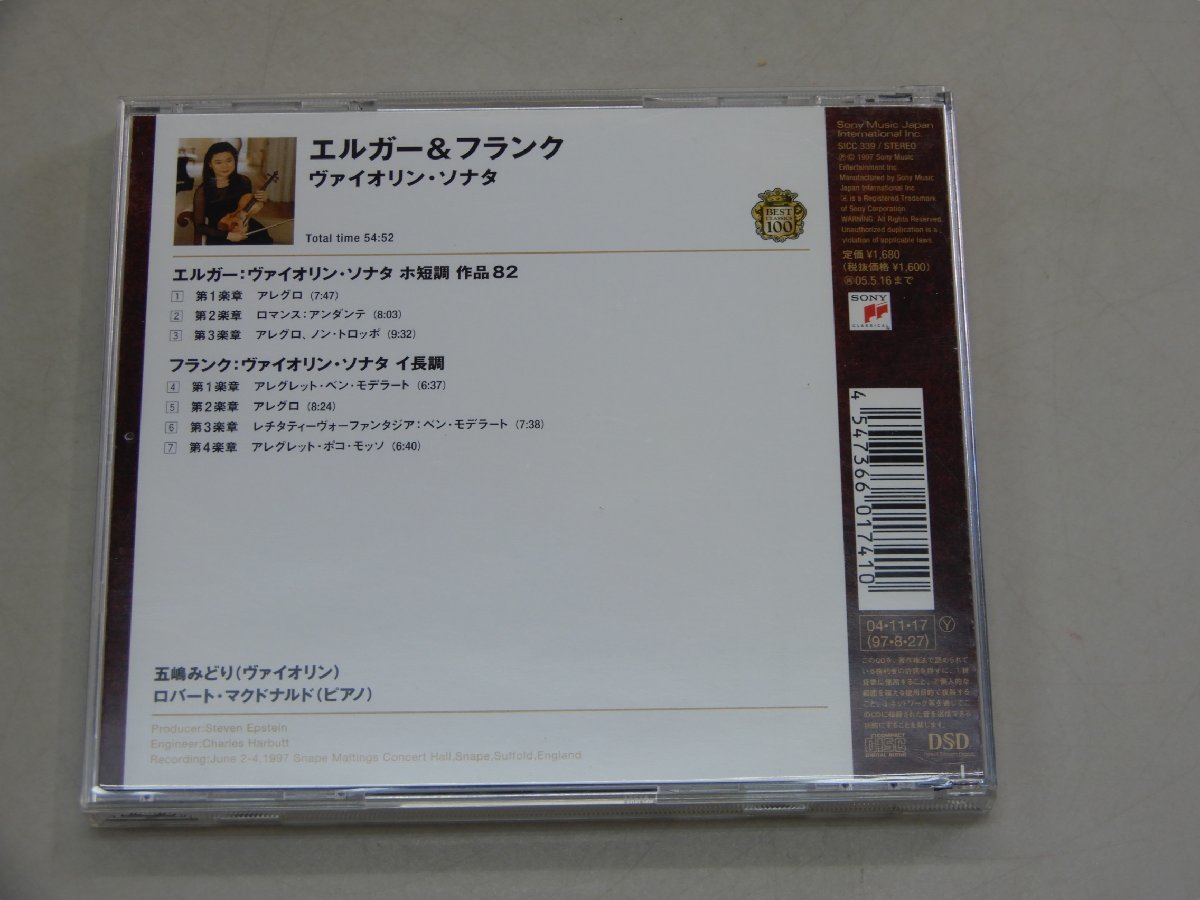 エルガー&フランク
ヴァイオリン・ソナタ
BEST
CLASSICS
100
Total time 54:52
エルガー:ヴァイオリン・ソナタ ホ短調 作品82
1 第1楽章 アレグロ (7:47)
2 第2楽章 ロマンス:アンダンテ (8:03)
3 第3楽章 アレグロ、ノン・トロッポ (9:32)
フランク:ヴァイオリン・ソナタ イ長調
4 第1楽章 アレグレット・ベン・モデラート (6:37)
5 第2楽章 アレグロ (8:24)
6 第3楽章 レチタティーヴォーファンタジア:ベン・モデラート (7:38)
7 第4楽章 アレグレット・ポコ・モッソ (6:40)
五嶋みどり(ヴァイオリン)
ロバート・マクドナルド(ピアノ)
Producer:Steven Epstein
Engineer:Charles Harbutt
Recording:June 2-4,1997 Snape Maltings Concert Hall,Snape,Suffold,England
Sony Music Japan
International Inc.
SICC 339 / STEREO
℗© 1997 Sony Music
Entertainment Inc
Manufactured by Sony Music
Japan International Inc
is a Registered Trademark
of Sony Corporation
WARNING: All Rights Reserved.
Unauthorized duplication is a
violation of applicable laws.
定価¥1,680
(税抜価格¥1,600)
05.5.16まで
SONY
CLASSICAL
4 547366 017410
04・11・17 Y
(97・8・27)
COMPACT
disc
DIGITAL AUDIO
DSD